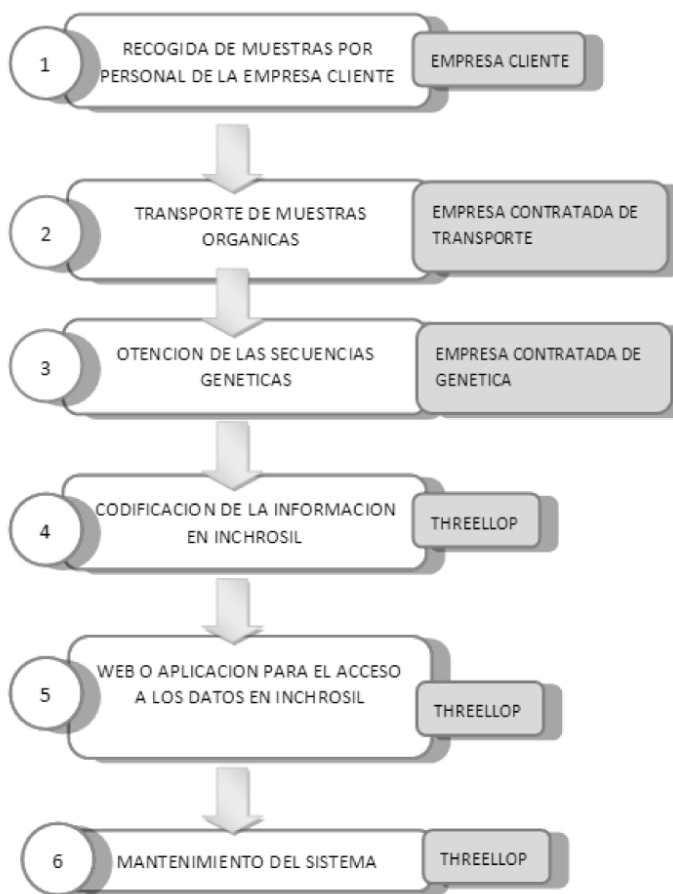 1
RECOGIDA DE MUESTRAS POR
PERSONAL DE LA EMPRESA CLIENTE
EMPRESA CLIENTE
2
TRANSPORTE DE MUESTRAS
ORGANICAS
EMPRESA CONTRATADA DE
TRANSPORTE
3
OTENCION DE LAS SECUENCIAS
GENETICAS
EMPRESA CONTRATADA DE
GENETICA
4
CODIFICACION DE LA INFORMACION
EN INCHROSIL
THREELLOP
5
WEB O APLICACION PARA EL ACCESO
A LOS DATOS EN INCHROSIL
THREELLOP
6
MANTENIMIENTO DEL SISTEMA
THREELLOP